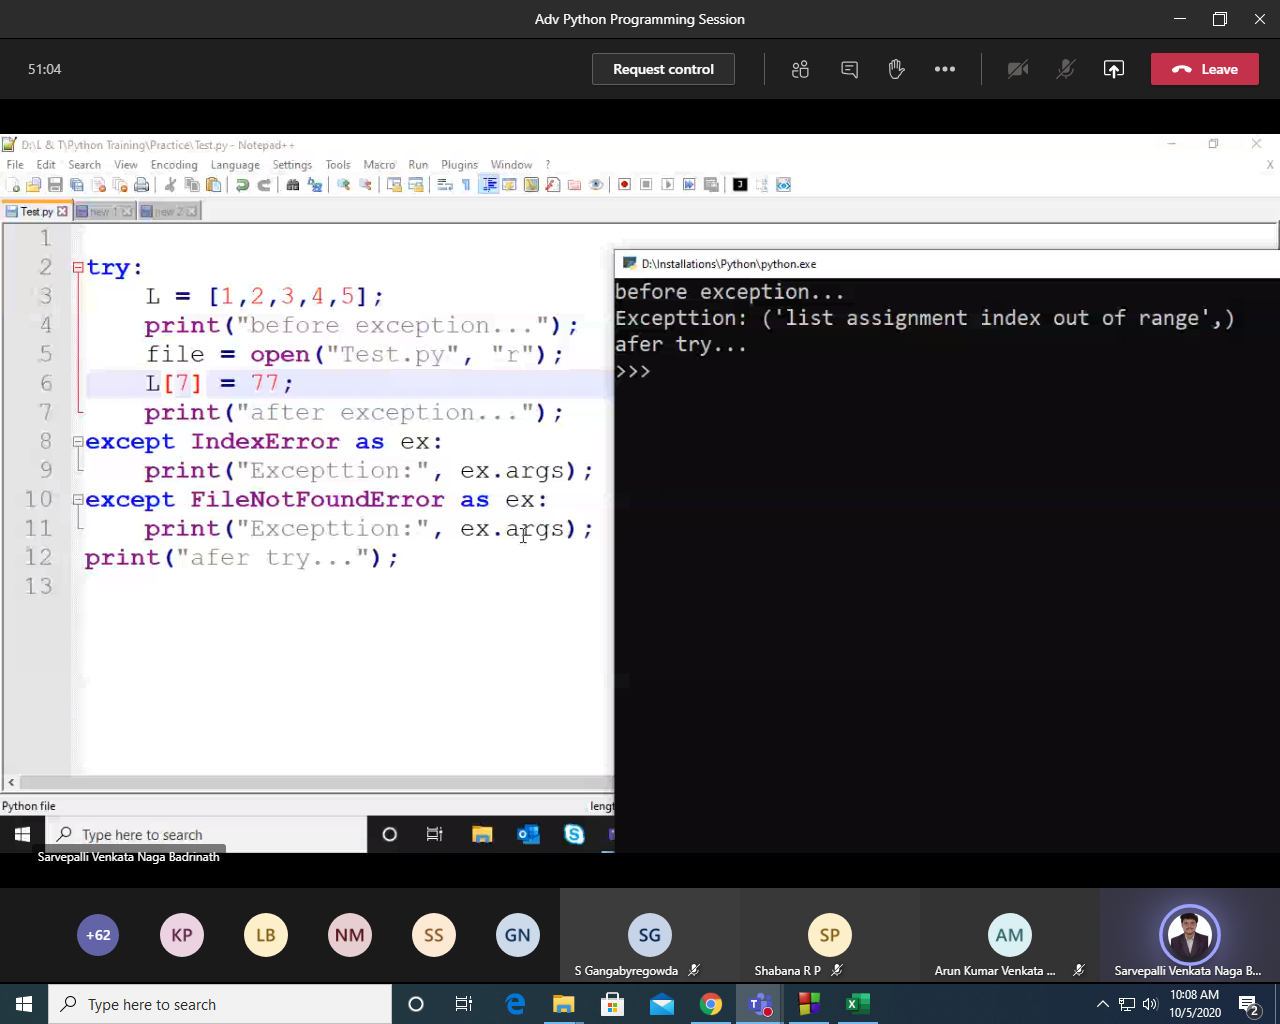 Adv Python Programming Session
51:04
Request control
Leave
D:\L & T\Python Training\Practice\Test.py - Notepad++
File Edit Search View Encoding Language Settings Tools Macro Run Plugins Window ? X
Test.py new 1 new 2
1
2 try:
3 L = [1,2,3,4,5];
4 print("before exception...");
5 file = open("Test.py", "r");
6 L[7] = 77;
7 print("after exception...");
8 except IndexError as ex:
9 print("Excepttion:", ex.args);
10 except FileNotFoundError as ex:
11 print("Excepttion:", ex.args);
12 print("afer try...");
13
D:\Installations\Python\python.exe
before exception...
Excepttion: ('list assignment index out of range',)
afer try...
>>>
Python file lengt
Type here to search
Sarvepalli Venkata Naga Badrinath
+62 KP LB NM SS GN SG SP AM
S Gangabyregowda Shabana R P Arun Kumar Venkata ... Sarvepalli Venkata Naga B...
Type here to search
10:08 AM
10/5/2020
2